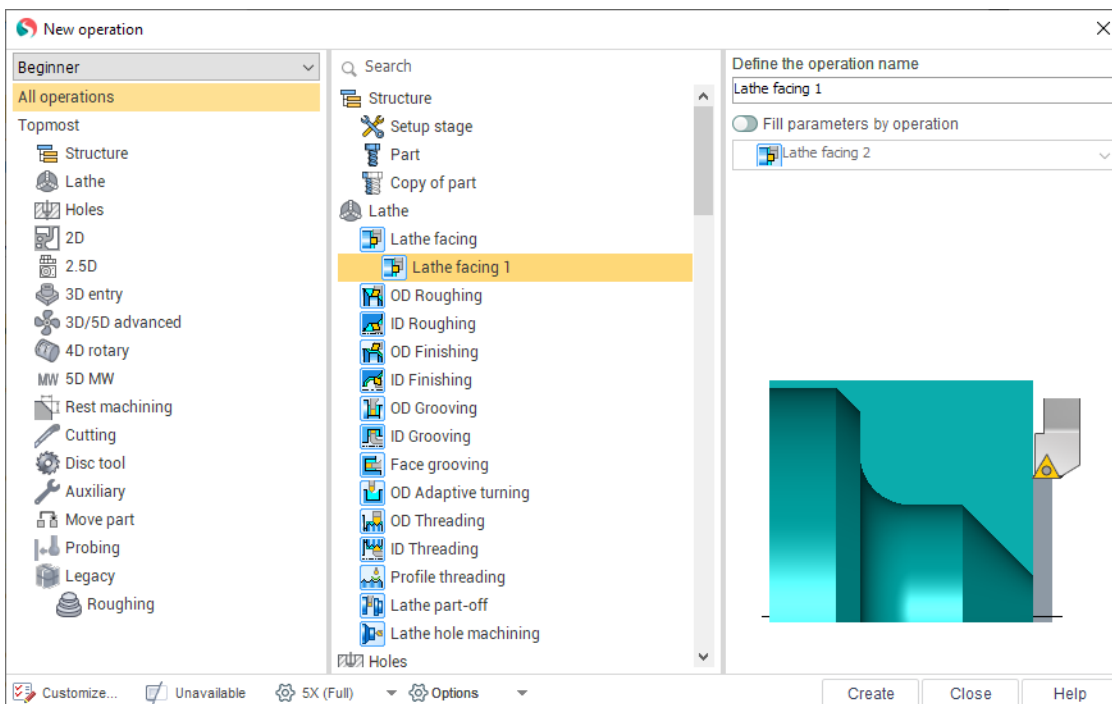 New operation
Beginner
All operations
Topmost
Structure
Lathe
Holes
2D
2.5D
3D entry
3D/5D advanced
4D rotary
MW 5D MW
Rest machining
Cutting
Disc tool
Auxiliary
Move part
Probing
Legacy
Roughing
Search
Structure
Setup stage
Part
Copy of part
Lathe
Lathe facing
Lathe facing 1
OD Roughing
ID Roughing
OD Finishing
ID Finishing
OD Grooving
ID Grooving
Face grooving
OD Adaptive turning
OD Threading
ID Threading
Profile threading
Lathe part-off
Lathe hole machining
Holes
Define the operation name
Lathe facing 1
Fill parameters by operation
Lathe facing 2
Customize... Unavailable 5X (Full) Options Create Close Help